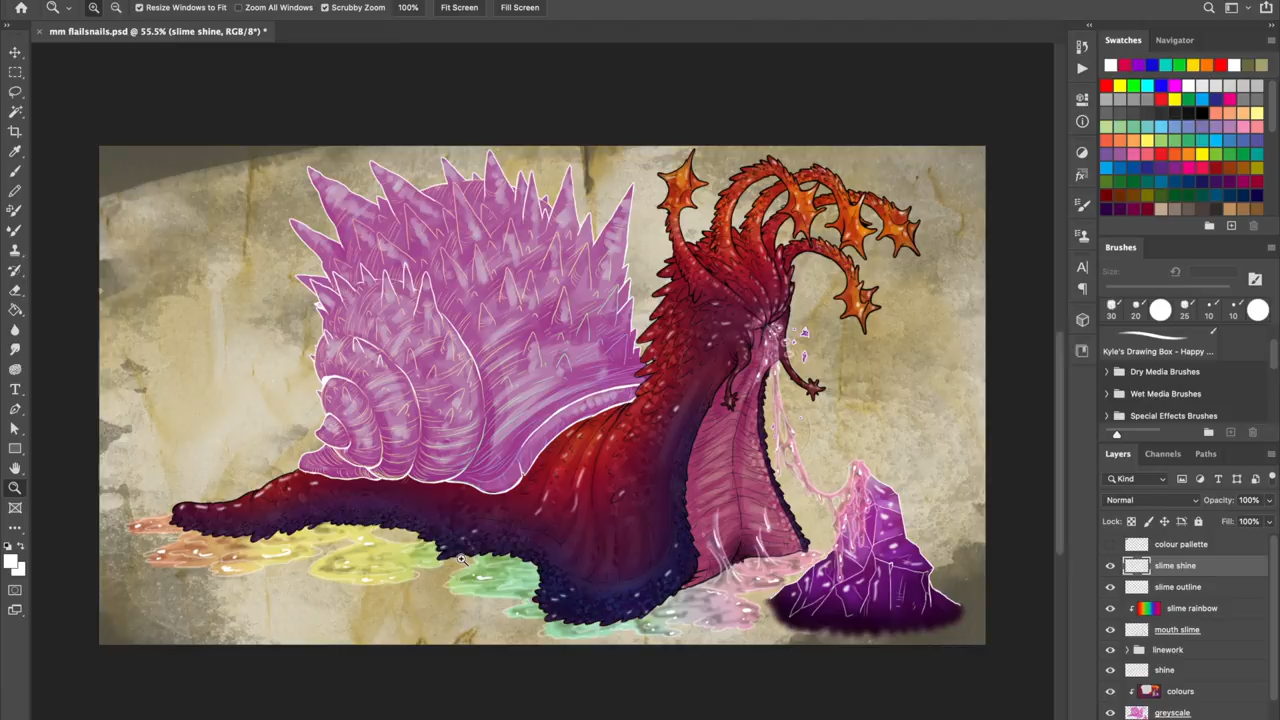 Resize Windows to Fit Zoom All Windows Scrubby Zoom 100% Fit Screen Fill Screen
× mm flailsnails.psd @ 55.5% (slime shine, RGB/8*) *
Swatches Navigator
Brushes
Size:
30 20 25 10 10
Kyle's Drawing Box - Happy ...
Dry Media Brushes
Wet Media Brushes
Special Effects Brushes
Layers Channels Paths
Kind
Normal Opacity: 100%
Lock: Fill: 100%
colour pallette
slime shine
slime outline
slime rainbow
mouth slime
linework
shine
colours
greyscale